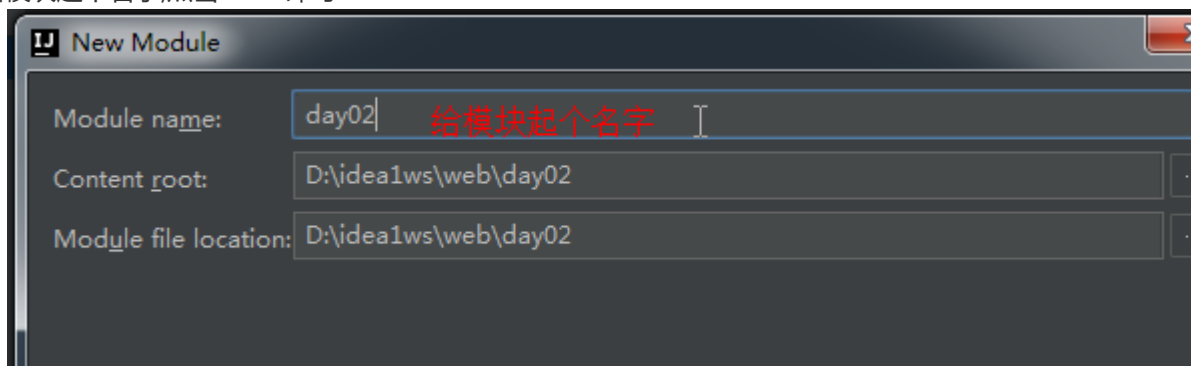 New Module
Module name: day02 给模块起个名字
Content root: D:\idea1ws\web\day02
Module file location: D:\idea1ws\web\day02